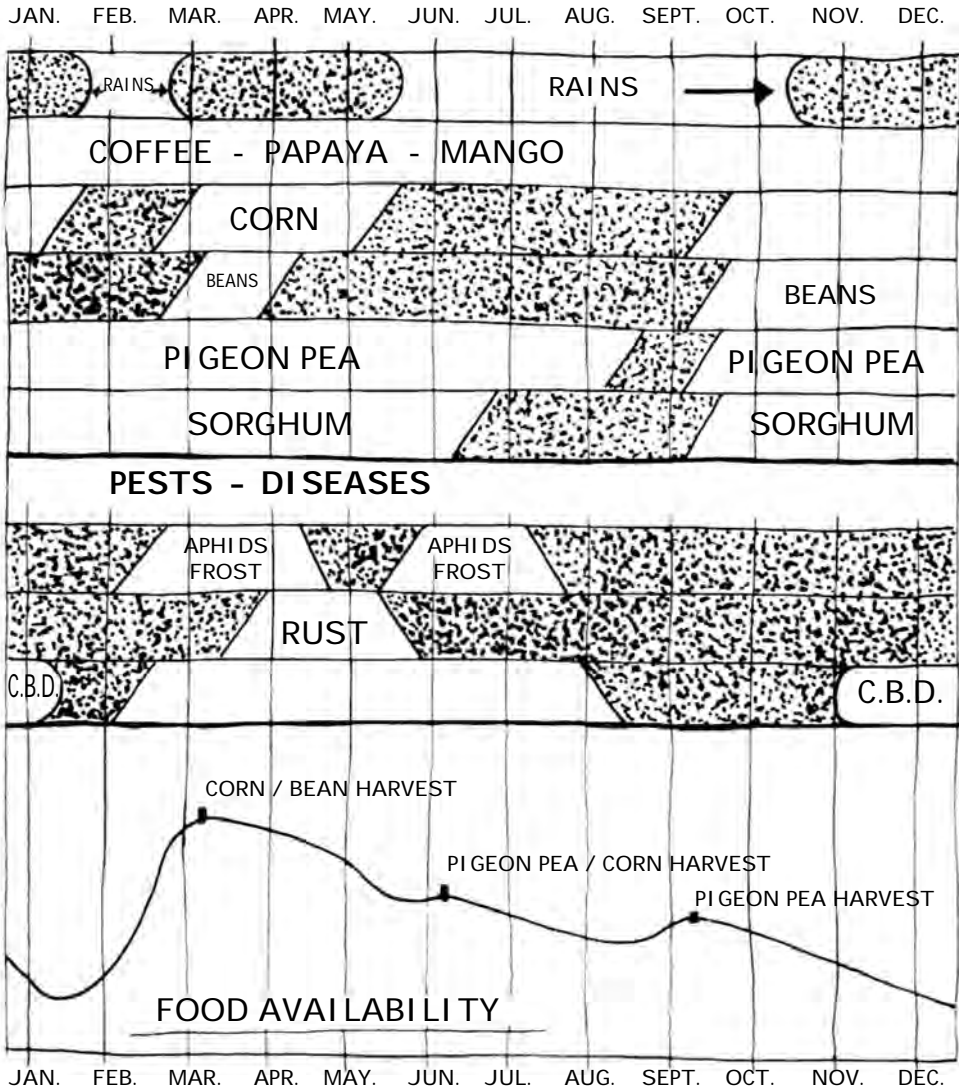 JAN. FEB. MAR. APR. MAY. JUN. JUL. AUG. SEPT. OCT. NOV. DEC.
RAINS RAINS
COFFEE - PAPAYA - MANGO
CORN
BEANS BEANS
PIGEON PEA PIGEON PEA
SORGHUM SORGHUM
PESTS - DISEASES
APHIDS APHIDS
FROST FROST
RUST
C.B.D. C.B.D.
CORN / BEAN HARVEST
PIGEON PEA / CORN HARVEST
PIGEON PEA HARVEST
FOOD AVAILABILITY
JAN. FEB. MAR. APR. MAY. JUN. JUL. AUG. SEPT. OCT. NOV. DEC.